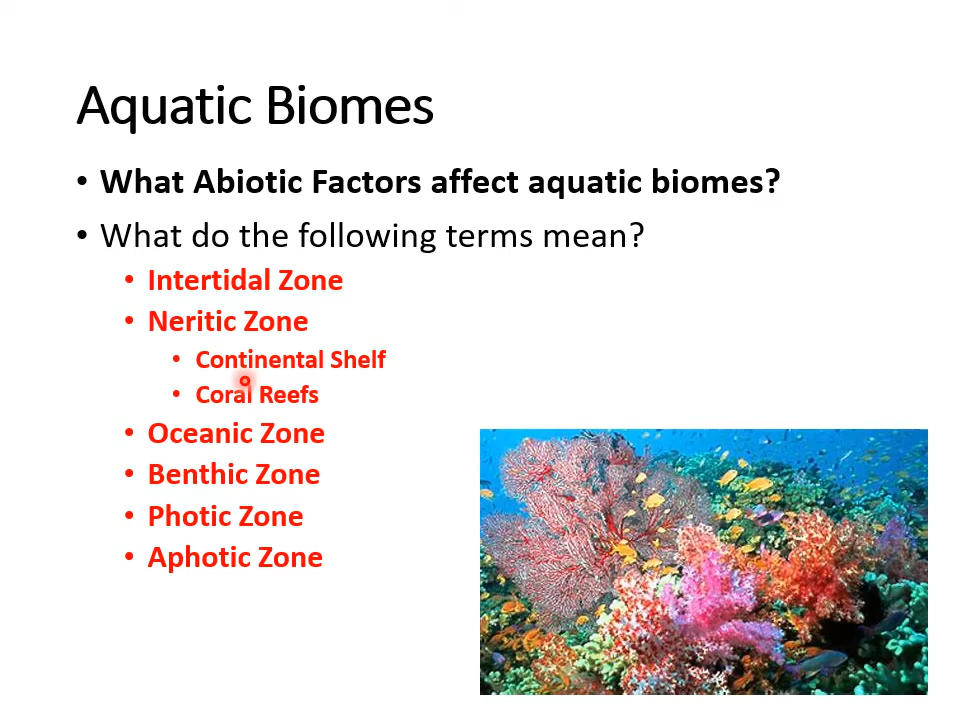 Aquatic Biomes
• What Abiotic Factors affect aquatic biomes?
• What do the following terms mean?
• Intertidal Zone
• Neritic Zone
• Continental Shelf
• Coral Reefs
• Oceanic Zone
• Benthic Zone
• Photic Zone
• Aphotic Zone